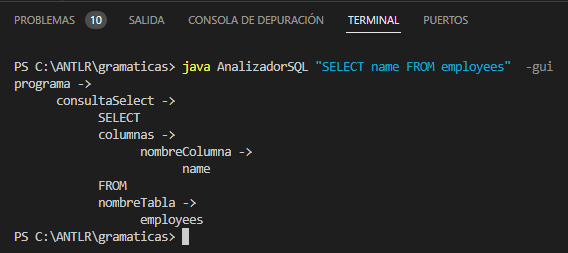 PROBLEMAS 10 SALIDA CONSOLA DE DEPURACIÓN TERMINAL PUERTOS
PS C:\ANTLR\gramaticas> java AnalizadorSQL "SELECT name FROM employees"  -gui
programa ->
      consultaSelect ->
            SELECT
            columnas ->
                  nombreColumna ->
                        name
            FROM
            nombreTabla ->
                  employees
PS C:\ANTLR\gramaticas>